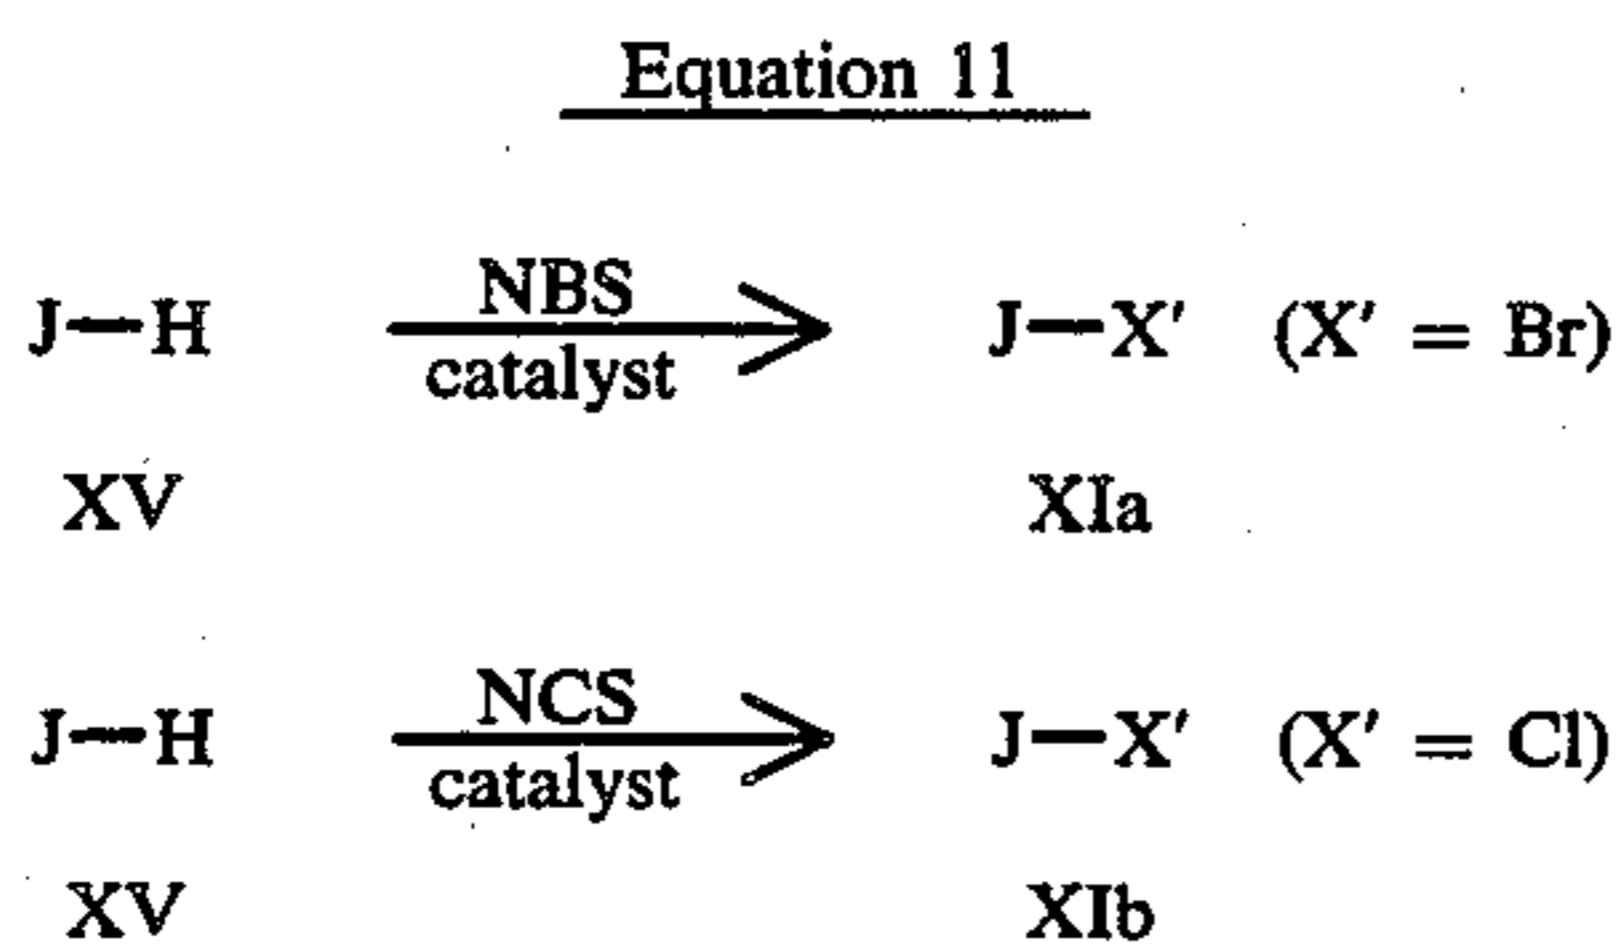 Equation 11
NBS
J—H J—X′ (X′ = Br)
catalyst
XV XIa
NCS
J—H J—X′ (X′ = Cl)
catalyst
XV XIb